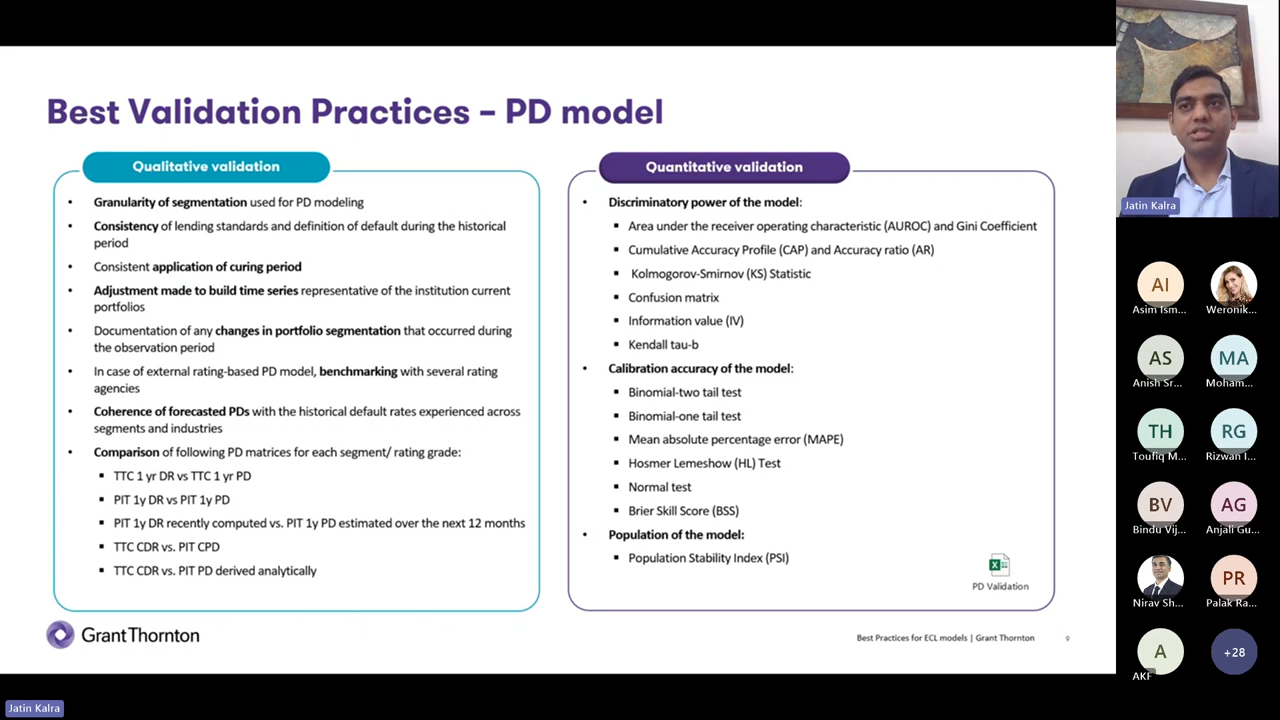 Best Validation Practices – PD model
Qualitative validation
• Granularity of segmentation used for PD modeling
• Consistency of lending standards and definition of default during the historical
period
• Consistent application of curing period
• Adjustment made to build time series representative of the institution current
portfolios
• Documentation of any changes in portfolio segmentation that occurred during
the observation period
• In case of external rating-based PD model, benchmarking with several rating
agencies
• Coherence of forecasted PDs with the historical default rates experienced across
segments and industries
• Comparison of following PD matrices for each segment/ rating grade:
▪ TTC 1 yr DR vs TTC 1 yr PD
▪ PIT 1y DR vs PIT 1y PD
▪ PIT 1y DR recently computed vs. PIT 1y PD estimated over the next 12 months
▪ TTC CDR vs. PIT CPD
▪ TTC CDR vs. PIT PD derived analytically
Quantitative validation
• Discriminatory power of the model:
▪ Area under the receiver operating characteristic (AUROC) and Gini Coefficient
▪ Cumulative Accuracy Profile (CAP) and Accuracy ratio (AR)
▪ Kolmogorov-Smirnov (KS) Statistic
▪ Confusion matrix
▪ Information value (IV)
▪ Kendall tau-b
• Calibration accuracy of the model:
▪ Binomial-two tail test
▪ Binomial-one tail test
▪ Mean absolute percentage error (MAPE)
▪ Hosmer Lemeshow (HL) Test
▪ Normal test
▪ Brier Skill Score (BSS)
• Population of the model:
▪ Population Stability Index (PSI)
PD Validation
GrantThornton
Best Practices for ECL models | Grant Thornton
9
Jatin Kalra
AI
Asim Ism...
Weronik...
AS
Anish Sr...
MA
Moham...
TH
Toufiq M...
RG
Rizwan I...
BV
Bindu Vij...
AG
Anjali Gu...
Nirav Sh...
PR
Palak Ra...
A
AKF
+28
Jatin Kalra